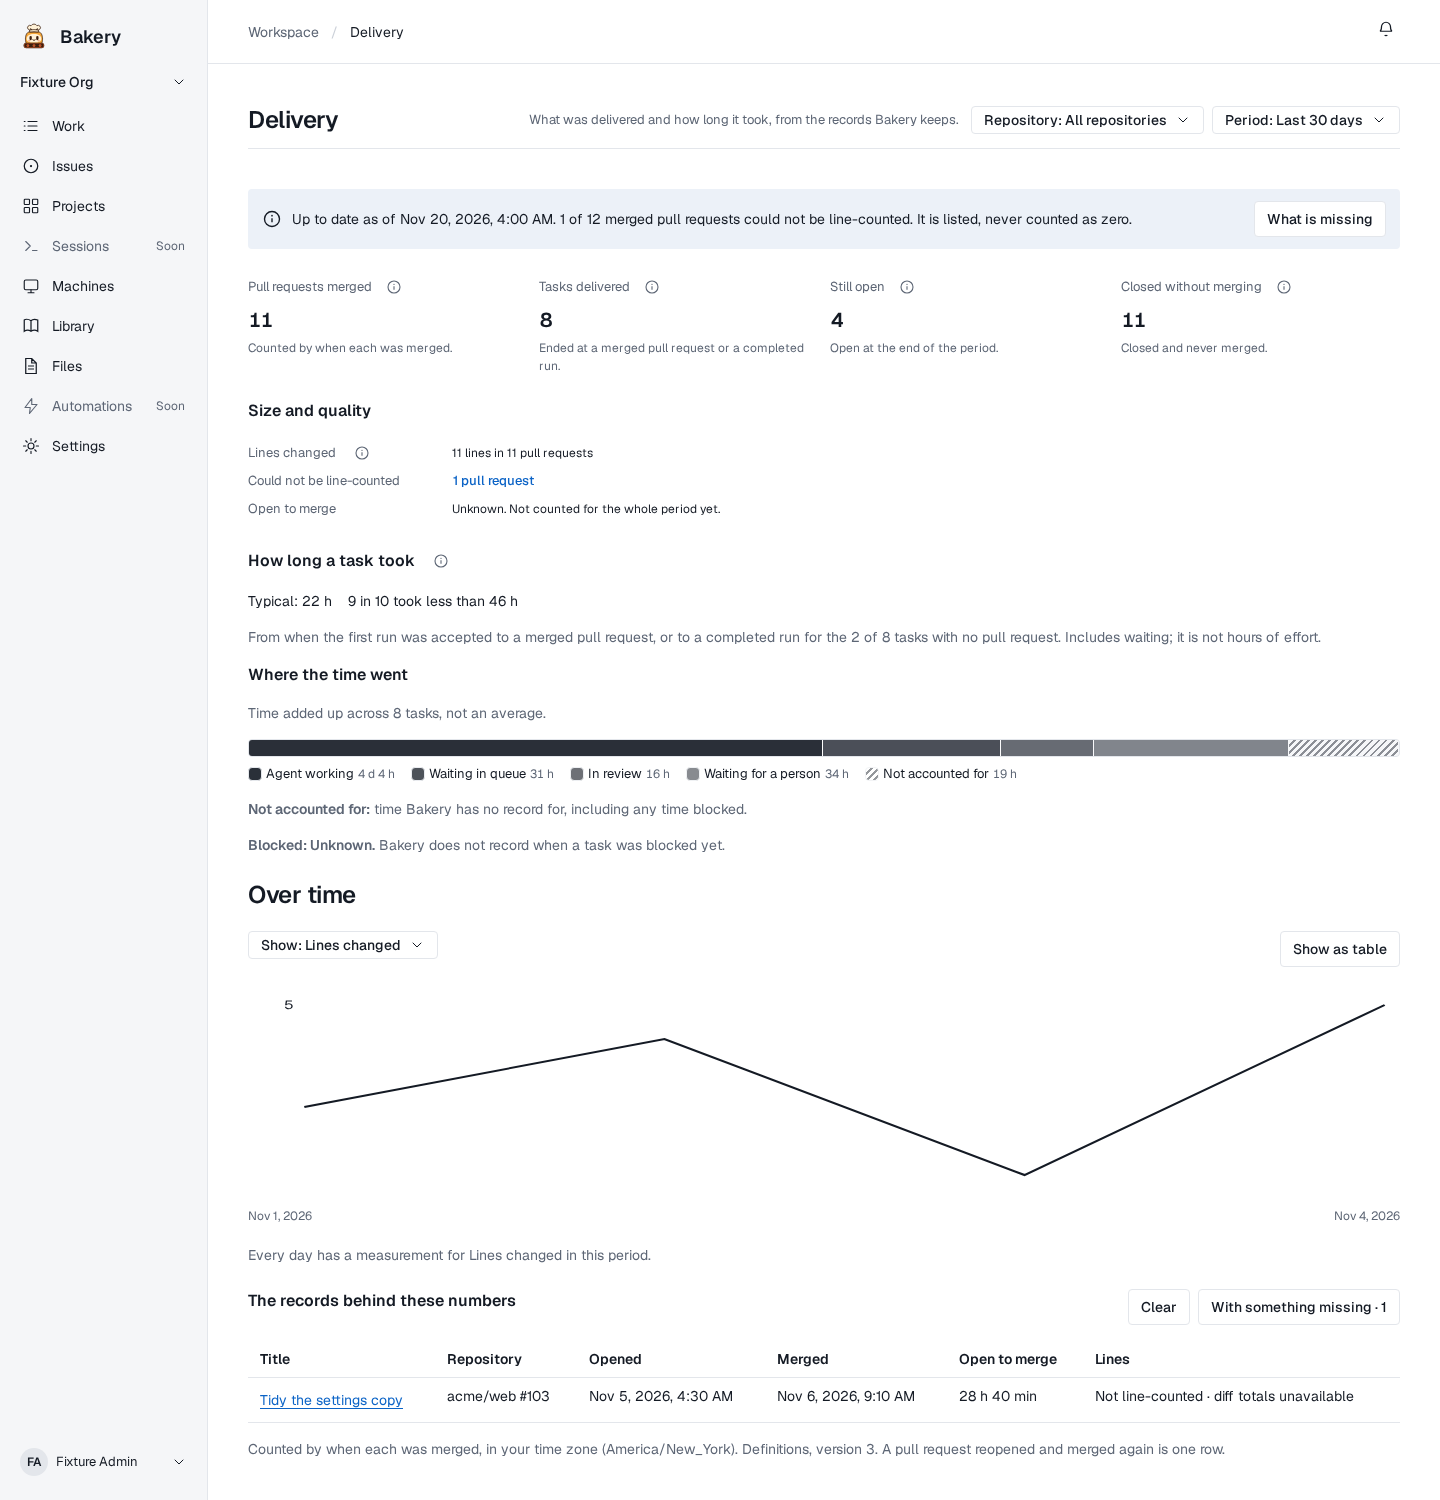 Bakery
Fixture Org
Work
Issues
Projects
Sessions Soon
Machines
Library
Files
Automations Soon
Settings
FA Fixture Admin
Workspace / Delivery
Delivery
What was delivered and how long it took, from the records Bakery keeps.
Repository: All repositories
Period: Last 30 days
Up to date as of Nov 20, 2026, 4:00 AM. 1 of 12 merged pull requests could not be line-counted. It is listed, never counted as zero.
What is missing
Pull requests merged
11
Counted by when each was merged.
Tasks delivered
8
Ended at a merged pull request or a completed
run.
Still open
4
Open at the end of the period.
Closed without merging
11
Closed and never merged.
Size and quality
Lines changed 11 lines in 11 pull requests
Could not be line-counted 1 pull request
Open to merge Unknown. Not counted for the whole period yet.
How long a task took
Typical: 22 h 9 in 10 took less than 46 h
From when the first run was accepted to a merged pull request, or to a completed run for the 2 of 8 tasks with no pull request. Includes waiting; it is not hours of effort.
Where the time went
Time added up across 8 tasks, not an average.
Agent working 4 d 4 h Waiting in queue 31 h In review 16 h Waiting for a person 34 h Not accounted for 19 h
Not accounted for: time Bakery has no record for, including any time blocked.
Blocked: Unknown. Bakery does not record when a task was blocked yet.
Over time
Show: Lines changed
Show as table
5
Nov 1, 2026 Nov 4, 2026
Every day has a measurement for Lines changed in this period.
The records behind these numbers
Clear
With something missing · 1
Title Repository Opened Merged Open to merge Lines
Tidy the settings copy acme/web #103 Nov 5, 2026, 4:30 AM Nov 6, 2026, 9:10 AM 28 h 40 min Not line-counted · diff totals unavailable
Counted by when each was merged, in your time zone (America/New_York). Definitions, version 3. A pull request reopened and merged again is one row.